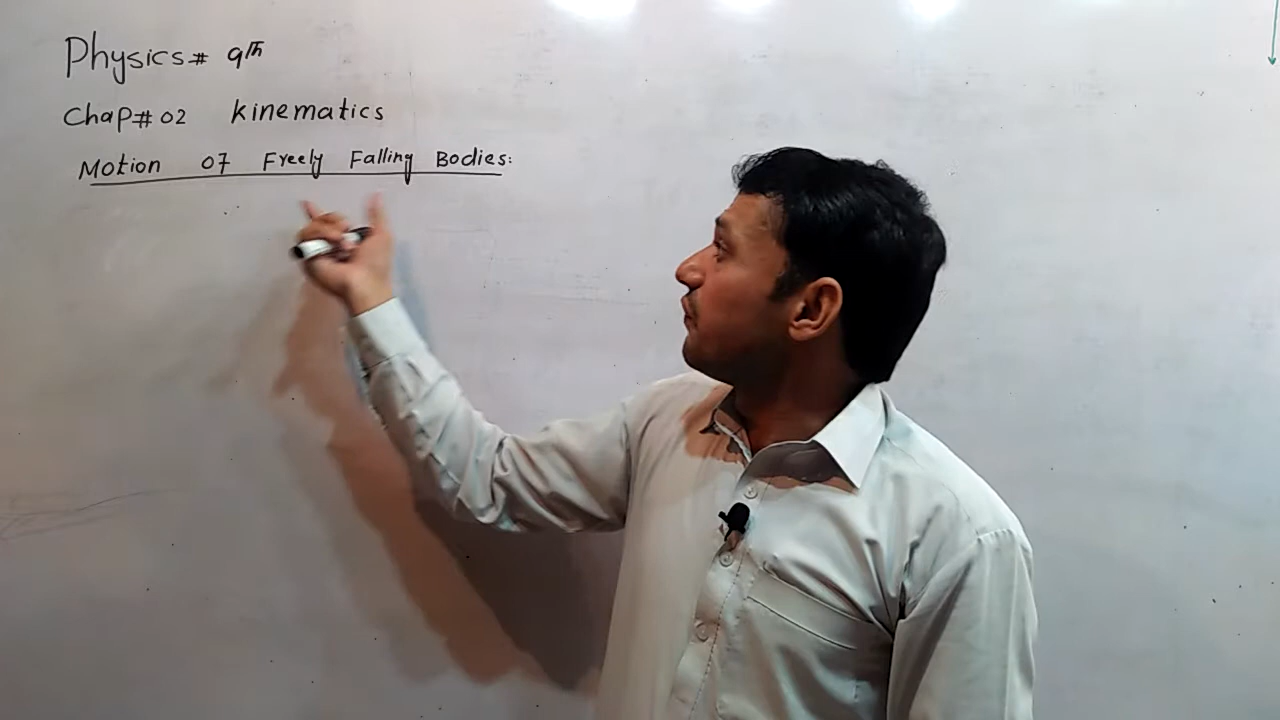 Physics# 9th
Chap# 02 kinematics
Motion of Freely Falling Bodies: